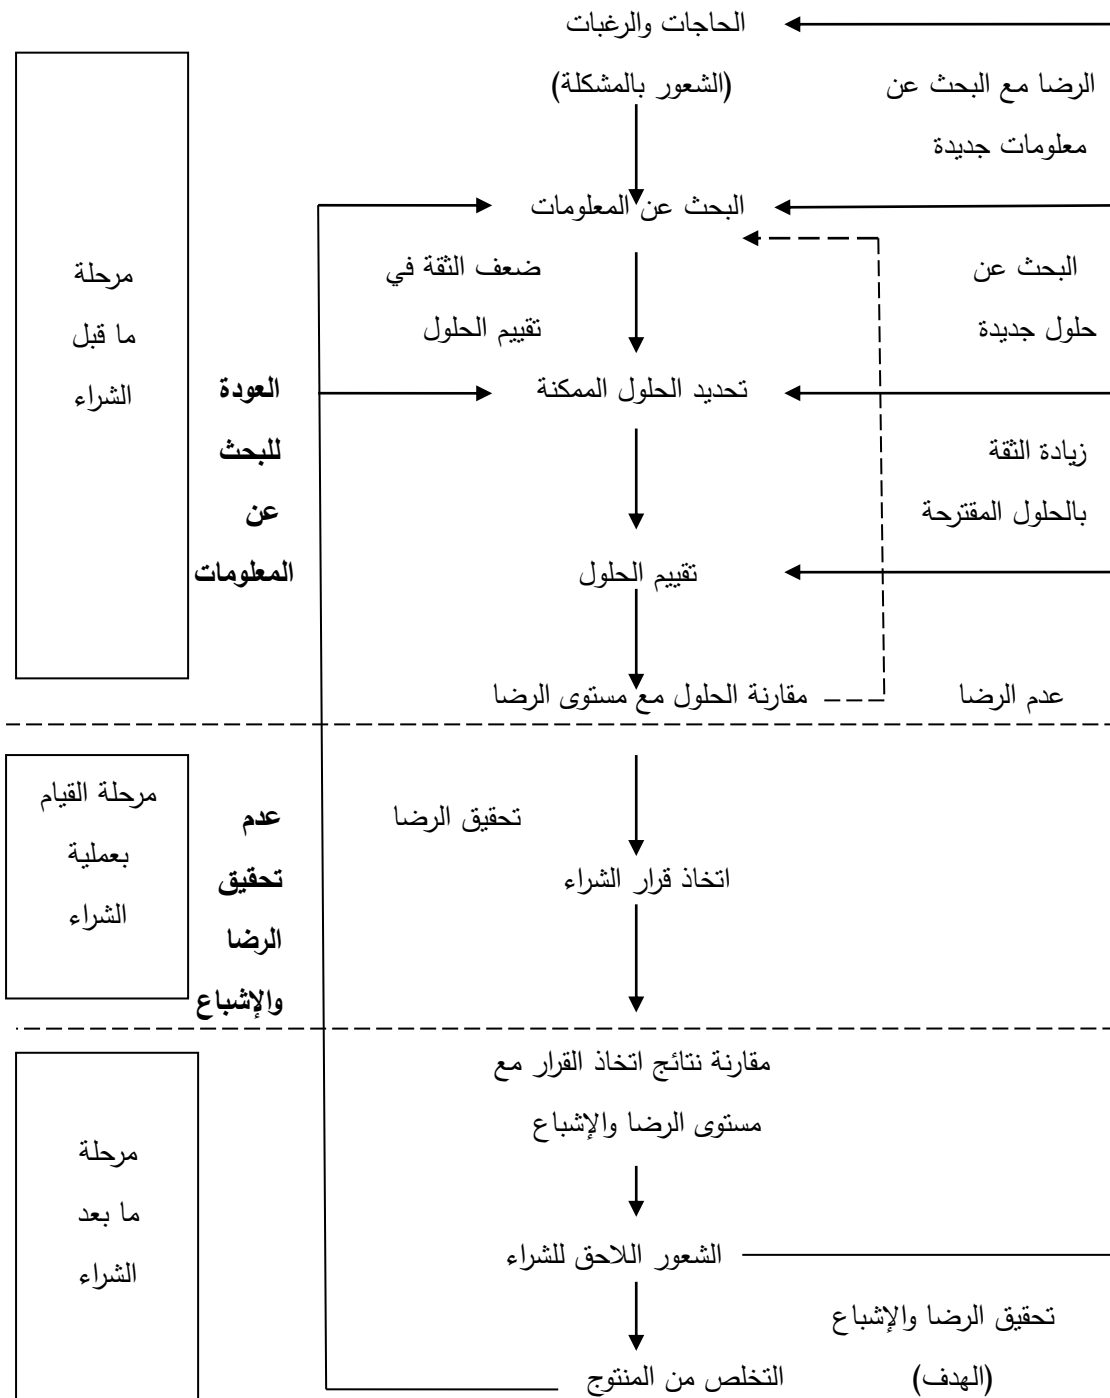 الحاجات والرغبات
(الشعور بالمشكلة)
الرضا مع البحث عن
معلومات جديدة
البحث عن المعلومات
ضعف الثقة في
تقييم الحلول
البحث عن
حلول جديدة
مرحلة
ما قبل
الشراء
العودة
للبحث
عن
المعلومات
تحديد الحلول الممكنة
زيادة الثقة
بالحلول المقترحة
تقييم الحلول
مقارنة الحلول مع مستوى الرضا
عدم الرضا
مرحلة القيام
بعملية
الشراء
عدم
تحقيق
الرضا
والإشباع
تحقيق الرضا
اتخاذ قرار الشراء
مقارنة نتائج اتخاذ القرار مع
مستوى الرضا والإشباع
مرحلة
ما بعد
الشراء
الشعور اللاحق للشراء
تحقيق الرضا والإشباع
(الهدف)
التخلص من المنتوج